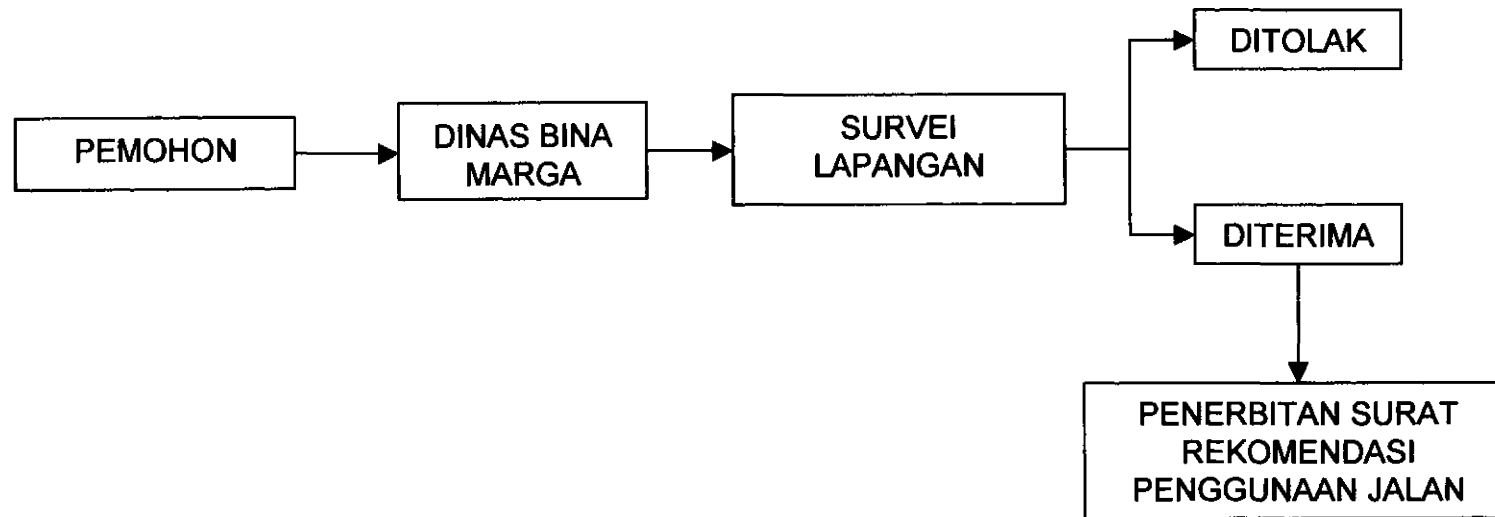 PEMOHON
DINAS BINA
MARGA
SURVEI
LAPANGAN
DITOLAK
DITERIMA
PENERBITAN SURAT
REKOMENDASI
PENGGUNAAN JALAN